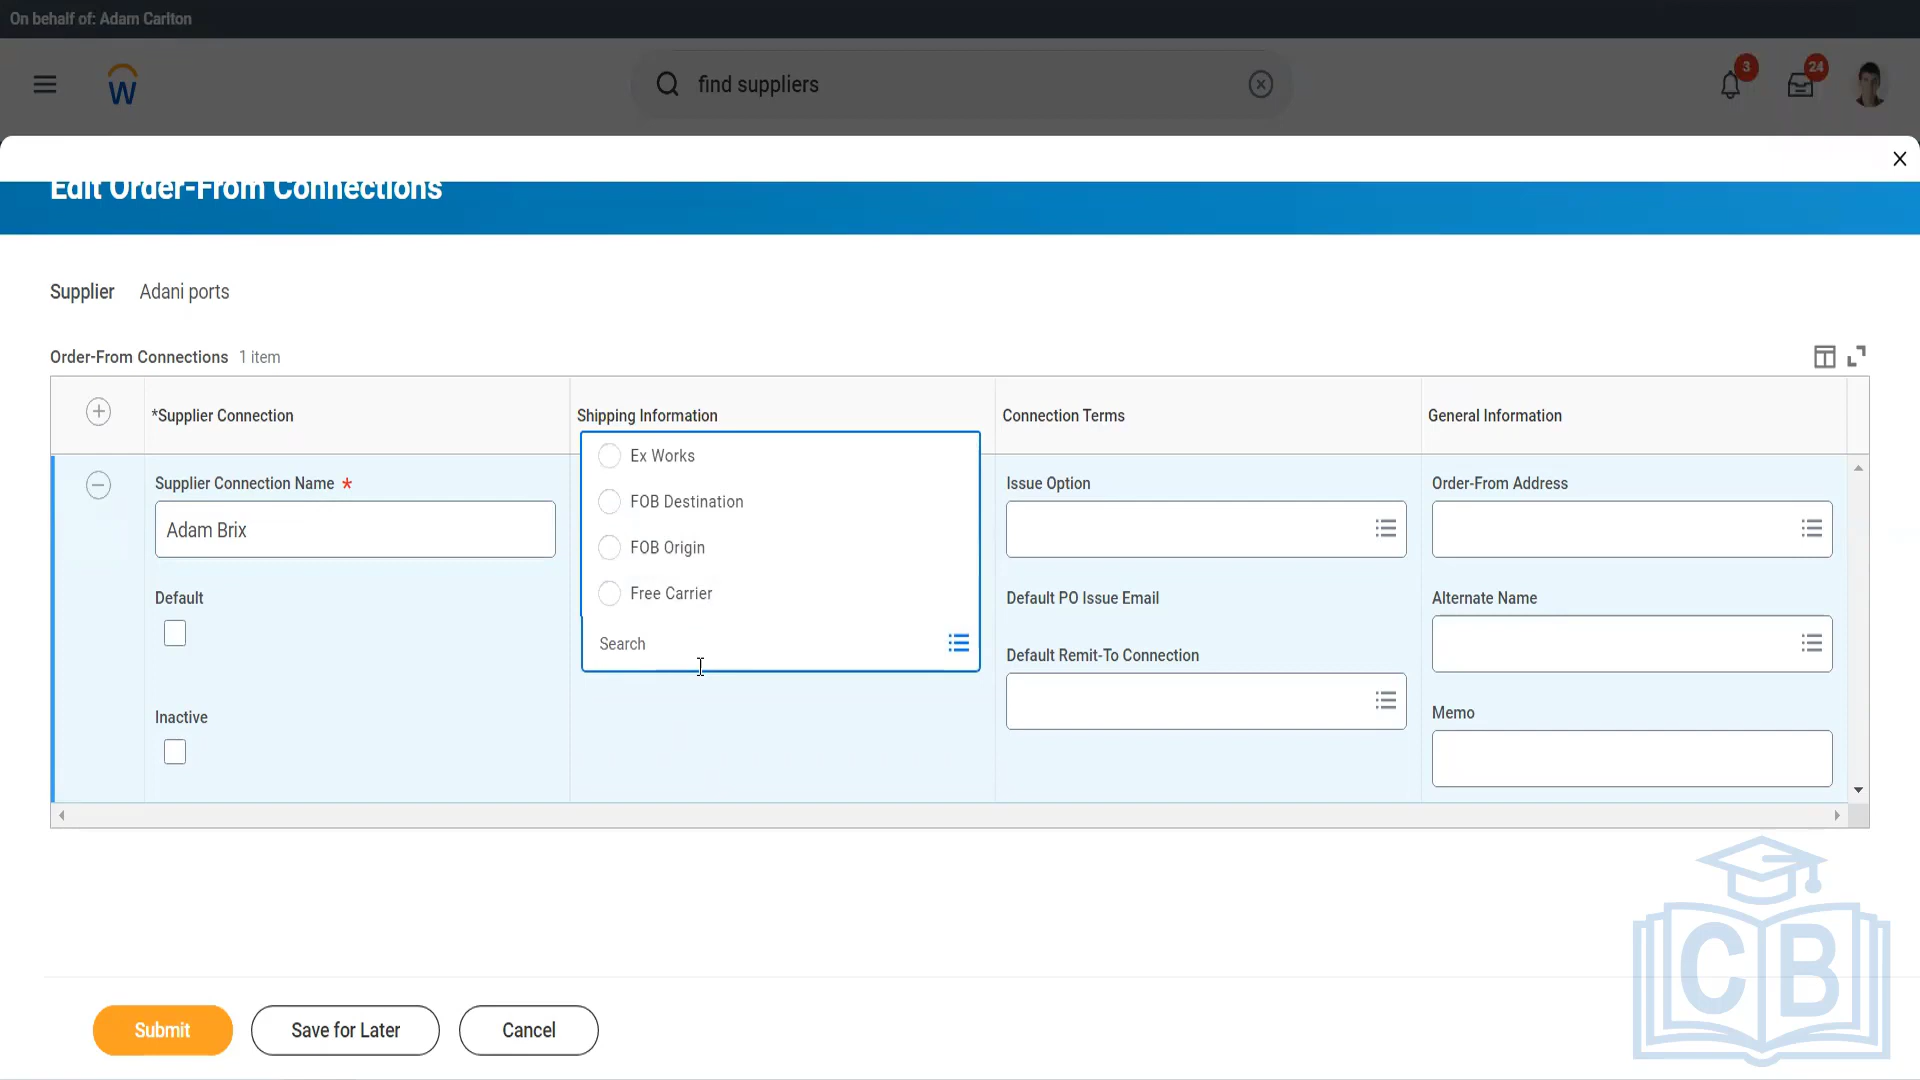 On behalf of: Adam Carlton
W
find suppliers
3
24
Edit Order-From Connections
Supplier Adani ports
Order-From Connections 1 item
*Supplier Connection
Shipping Information
Connection Terms
General Information
Supplier Connection Name *
Adam Brix
Default
Inactive
Ex Works
FOB Destination
FOB Origin
Free Carrier
Search
Issue Option
Default PO Issue Email
Default Remit-To Connection
Order-From Address
Alternate Name
Memo
Submit
Save for Later
Cancel
CB